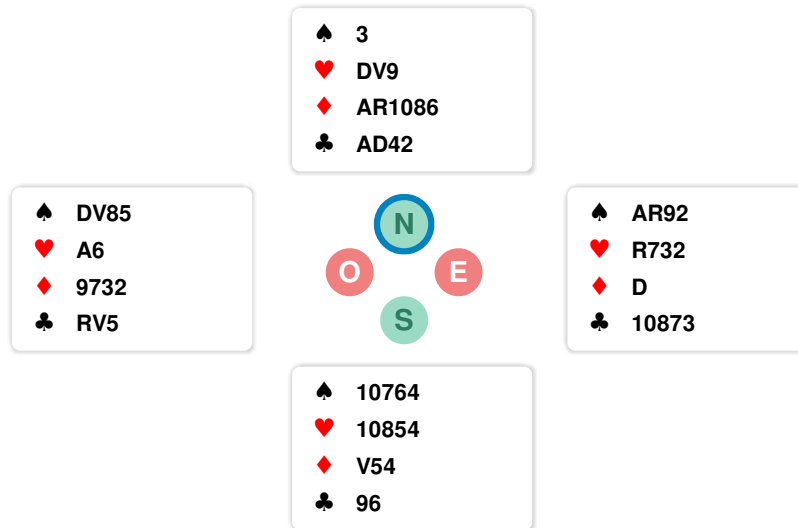 ♠ 3
♥ DV9
♦ AR1086
♣ AD42
♠ DV85
♥ A6
♦ 9732
♣ RV5
N
O
E
S
♠ AR92
♥ R732
♦ D
♣ 10873
♠ 10764
♥ 10854
♦ V54
♣ 96